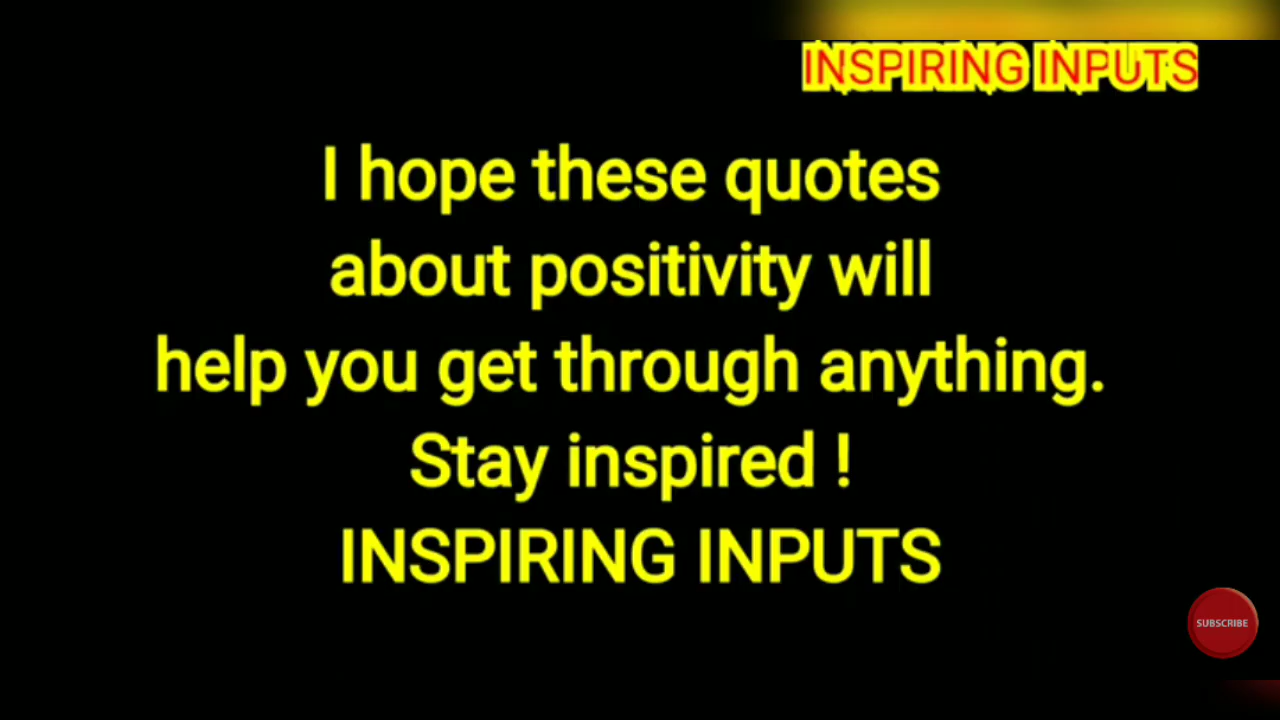 INSPIRING INPUTS
I hope these quotes
about positivity will
help you get through anything.
Stay inspired !
INSPIRING INPUTS
SUBSCRIBE